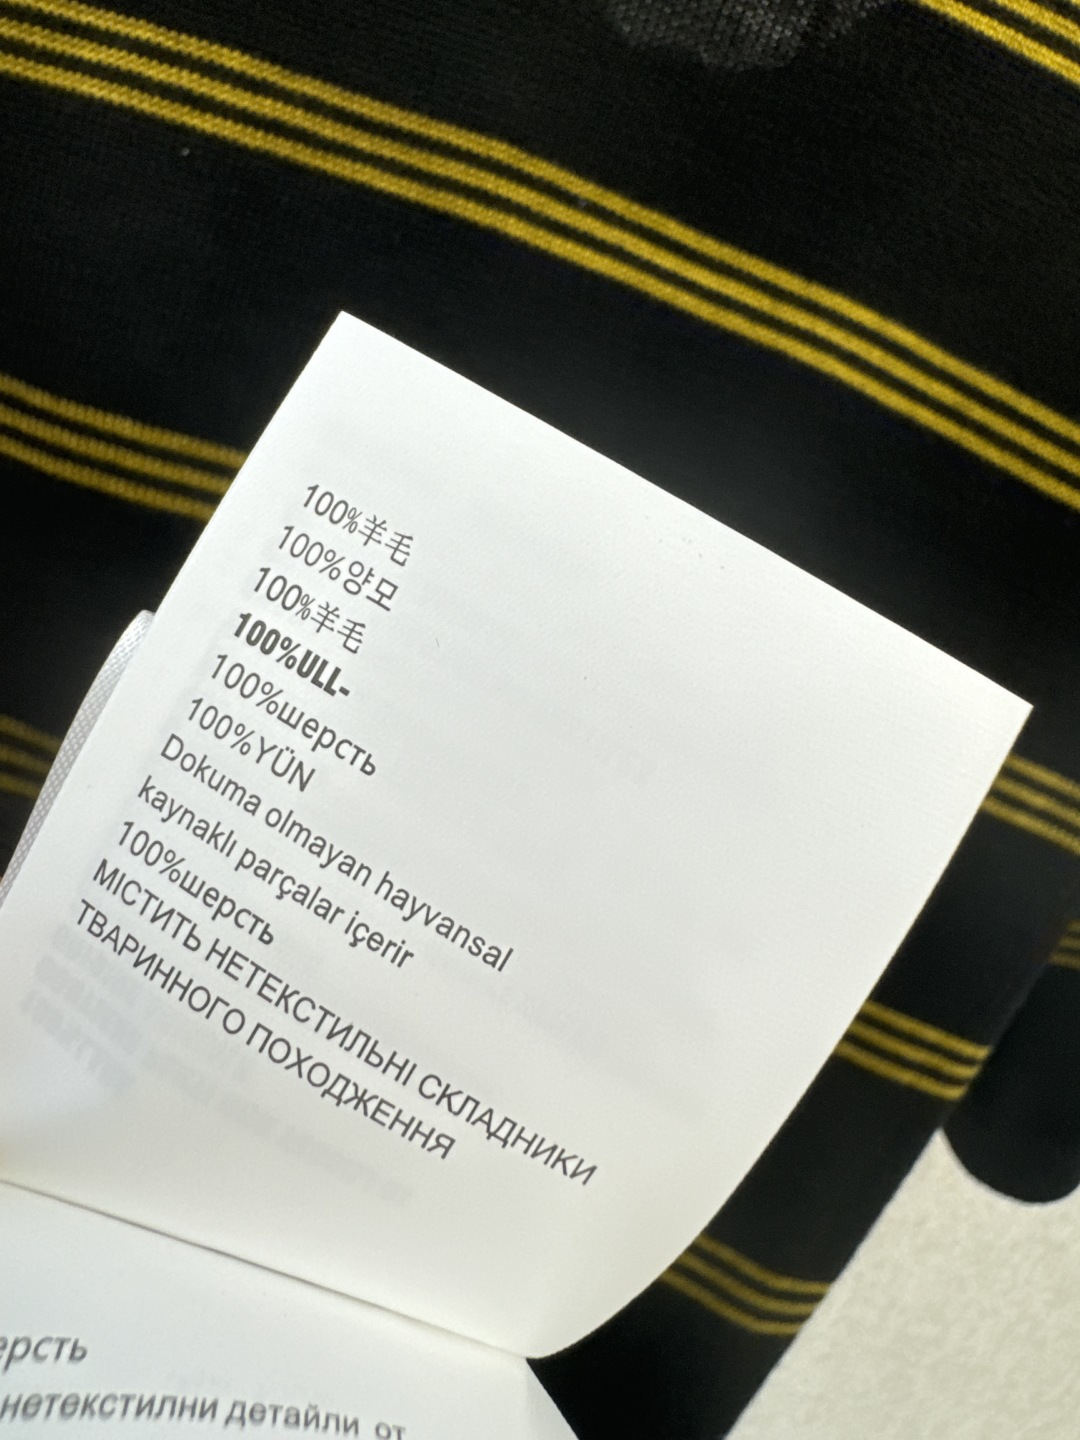 100%羊毛
100%양모
100%羊毛
100%ULL-
100%шерсть
100%YÜN
Dokuma olmayan hayvansal
kaynaklı parçalar içerir
100%шерсть
МІСТИТЬ НЕТЕКСТИЛЬНІ СКЛАДНИКИ
ТВАРИННОГО ПОХОДЖЕННЯ
ерсть
нетекстилни детайли от